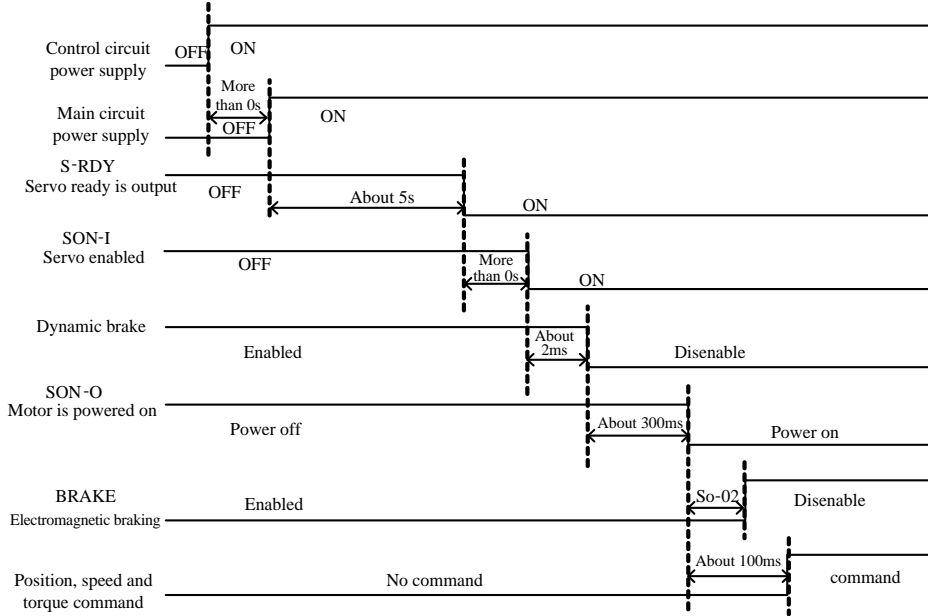 Control circuit
power supply
OFF
ON
More
than 0s
Main circuit
power supply
OFF
ON
S-RDY
Servo ready is output
OFF
About 5s
ON
SON-I
Servo enabled
OFF
More
than 0s
ON
Dynamic brake
Enabled
About
2ms
Disenable
SON-O
Motor is powered on
Power off
About 300ms
Power on
BRAKE
Electromagnetic braking
Enabled
So-02
Disenable
Position, speed and
torque command
No command
About 100ms
command